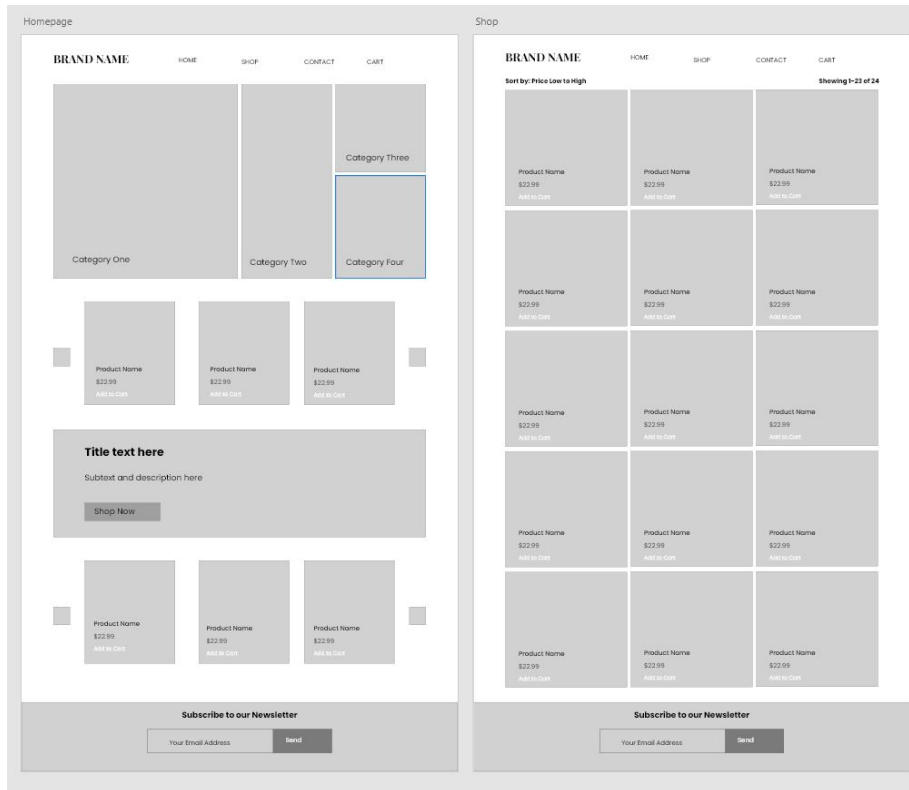 Homepage
BRAND NAME HOME SHOP CONTACT CART
Category Three
Category One
Category Two
Category Four
Product Name Product Name Product Name
$22.99 $22.99 $22.99
Add to Cart Add to Cart Add to Cart
Title text here
Subtext and description here
Shop Now
Product Name Product Name Product Name
$22.99 $22.99 $22.99
Add to Cart Add to Cart Add to Cart
Subscribe to our Newsletter
Your Email Address Send
Shop
BRAND NAME HOME SHOP CONTACT CART
Sort by: Price Low to High Showing 1-23 of 24
Product Name Product Name Product Name
$22.99 $22.99 $22.99
Add to Cart Add to Cart Add to Cart
Product Name Product Name Product Name
$22.99 $22.99 $22.99
Add to Cart Add to Cart Add to Cart
Product Name Product Name Product Name
$22.99 $22.99 $22.99
Add to Cart Add to Cart Add to Cart
Product Name Product Name Product Name
$22.99 $22.99 $22.99
Add to Cart Add to Cart Add to Cart
Product Name Product Name Product Name
$22.99 $22.99 $22.99
Add to Cart Add to Cart Add to Cart
Subscribe to our Newsletter
Your Email Address Send